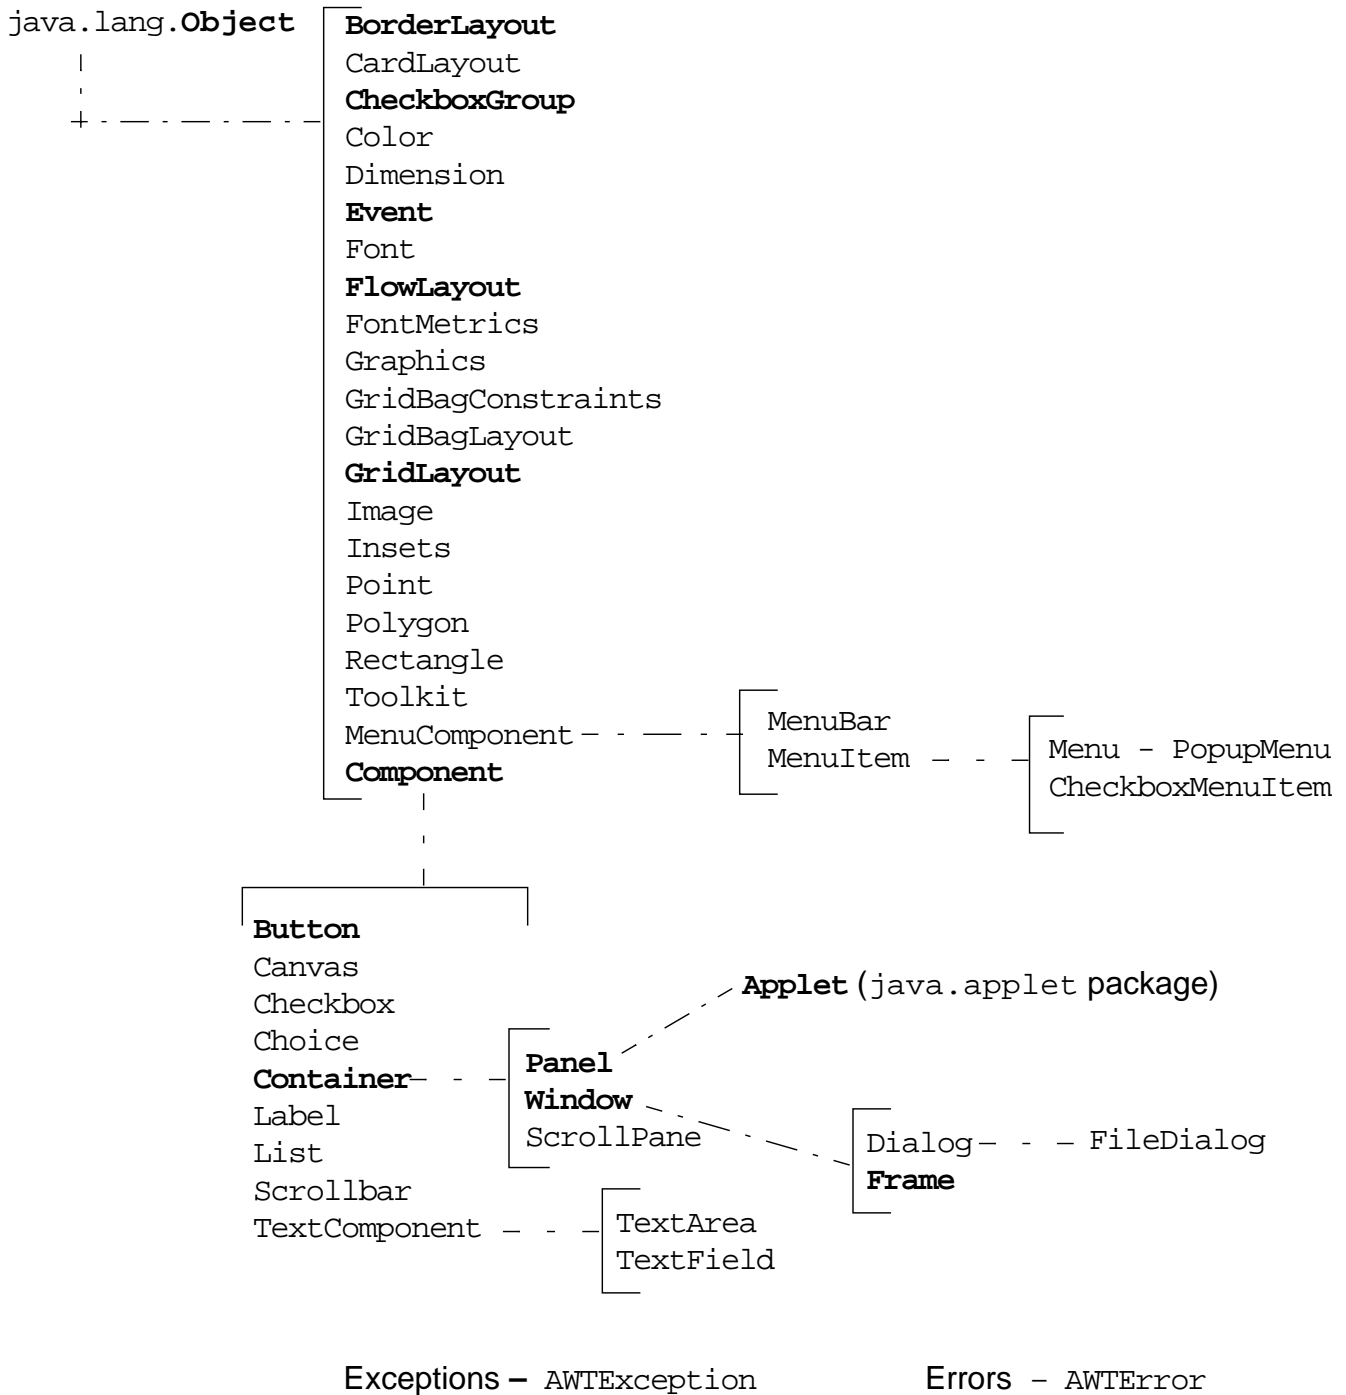 java.lang.Object
BorderLayout
CardLayout
CheckboxGroup
Color
Dimension
Event
Font
FlowLayout
FontMetrics
Graphics
GridBagConstraints
GridBagLayout
GridLayout
Image
Insets
Point
Polygon
Rectangle
Toolkit
MenuComponent
Component
MenuBar
MenuItem
Menu - PopupMenu
CheckboxMenuItem
Button
Canvas
Checkbox
Choice
Container
Label
List
Scrollbar
TextComponent
Panel
Window
ScrollPane
Applet (java.applet package)
Dialog
Frame
FileDialog
TextArea
TextField
Exceptions – AWTException
Errors – AWTError